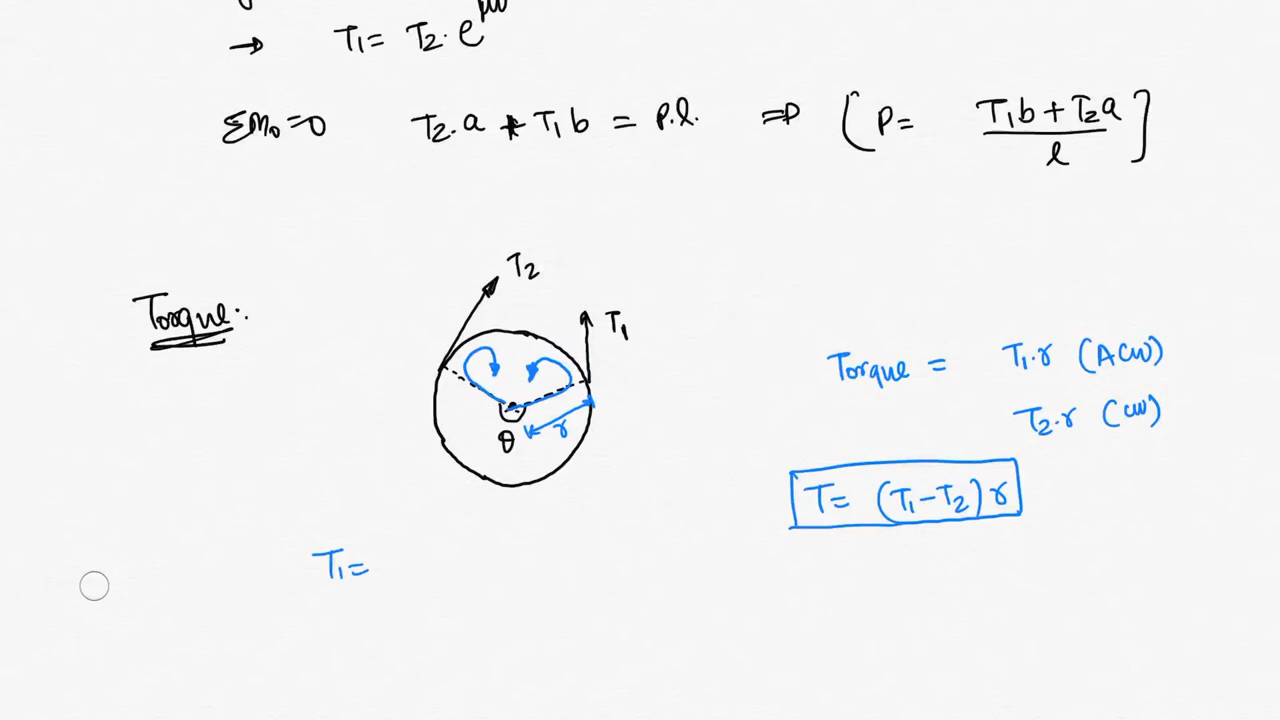 → T₁ = T₂. e^μθ
ΣM₀=0 T₂.a + T₁b = P.l. ⇒ [P= T₁b+T₂a / l]
Torque:
T₂
T₁
θ
r
Torque = T₁.r (ACW)
T₂.r (CW)
T= (T₁-T₂) r
T₁=